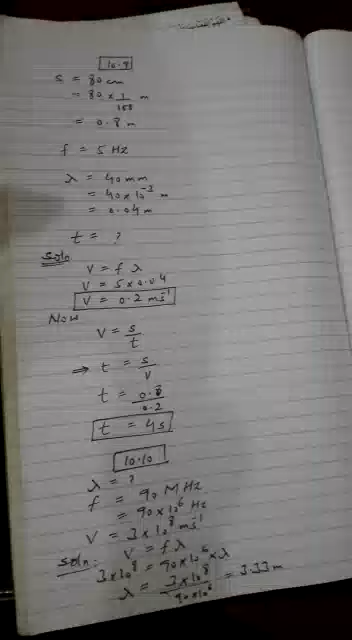 10.9
s = 80 cm
= 80 × 1/100 m
= 0.8 m
f = 5 Hz
λ = 40 mm
= 40×10⁻³ m
= 0.04 m
t = ?
Soln
V = f λ
V = 5×0.04
V = 0.2 ms⁻¹
Now
V = s/t
⇒ t = s/V
t = 0.8/0.2
t = 4s
10.10
λ = ?
f = 90 MHz
= 90×10⁶ Hz
V = 3×10⁸ ms⁻¹
Soln: V = f λ
3×10⁸ = 90×10⁶ × λ
λ = 3×10⁸/90×10⁶ = 3.33 m